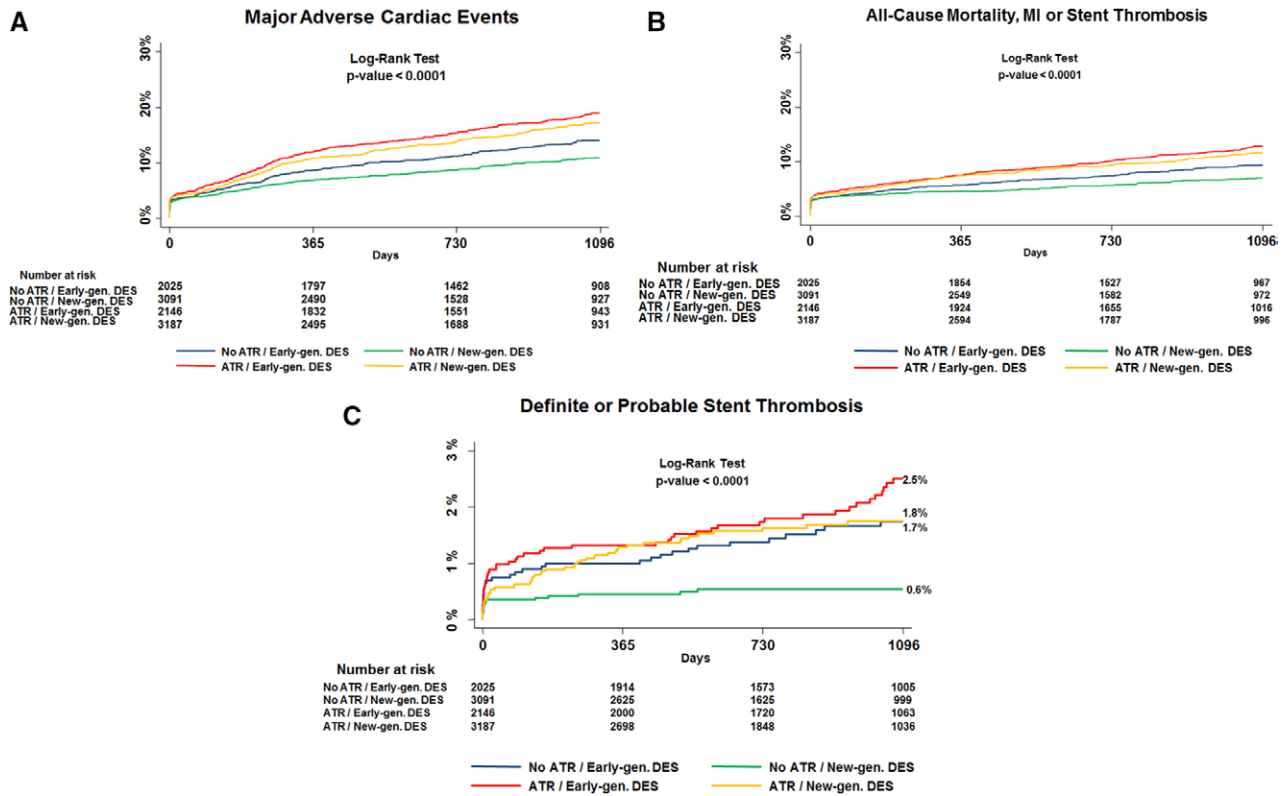 A
Major Adverse Cardiac Events
Log-Rank Test
p-value < 0.0001
30%
20%
10%
0%
0 365 730 1096
Days
Number at risk
No ATR / Early-gen. DES 2025 1797 1462 908
No ATR / New-gen. DES 3091 2490 1528 927
ATR / Early-gen. DES 2146 1832 1551 943
ATR / New-gen. DES 3187 2495 1688 931
No ATR / Early-gen. DES No ATR / New-gen. DES
ATR / Early-gen. DES ATR / New-gen. DES
B
All-Cause Mortality, MI or Stent Thrombosis
Log-Rank Test
p-value < 0.0001
30%
20%
10%
0%
0 365 730 1096
Days
Number at risk
No ATR / Early-gen. DES 2025 1854 1527 967
No ATR / New-gen. DES 3091 2549 1582 972
ATR / Early-gen. DES 2146 1924 1655 1016
ATR / New-gen. DES 3187 2594 1787 996
No ATR / Early-gen. DES No ATR / New-gen. DES
ATR / Early-gen. DES ATR / New-gen. DES
C
Definite or Probable Stent Thrombosis
Log-Rank Test
p-value < 0.0001
3 %
2 %
1 %
0 %
2.5%
1.8%
1.7%
0.6%
0 365 730 1096
Days
Number at risk
No ATR / Early-gen. DES 2025 1914 1573 1005
No ATR / New-gen. DES 3091 2625 1625 999
ATR / Early-gen. DES 2146 2000 1720 1063
ATR / New-gen. DES 3187 2698 1848 1036
No ATR / Early-gen. DES No ATR / New-gen. DES
ATR / Early-gen. DES ATR / New-gen. DES